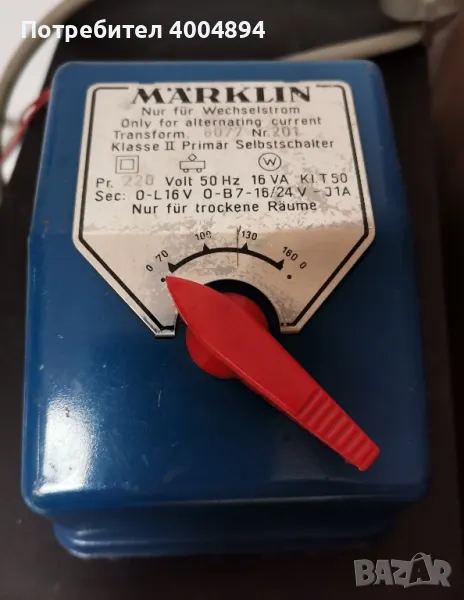 Потребител 4004894
MÄRKLIN
Nur für Wechselstrom
Only for alternating current
Transform. 6077 Nr. 201
Klasse II Primär Selbstschalter
W
Pr. 220 Volt 50 Hz 16 VA Kl. T 50
Sec: 0-L16V 0-B7-16/24V -01A
Nur für trockene Räume
0 70 100 130 160 0
BAZAR